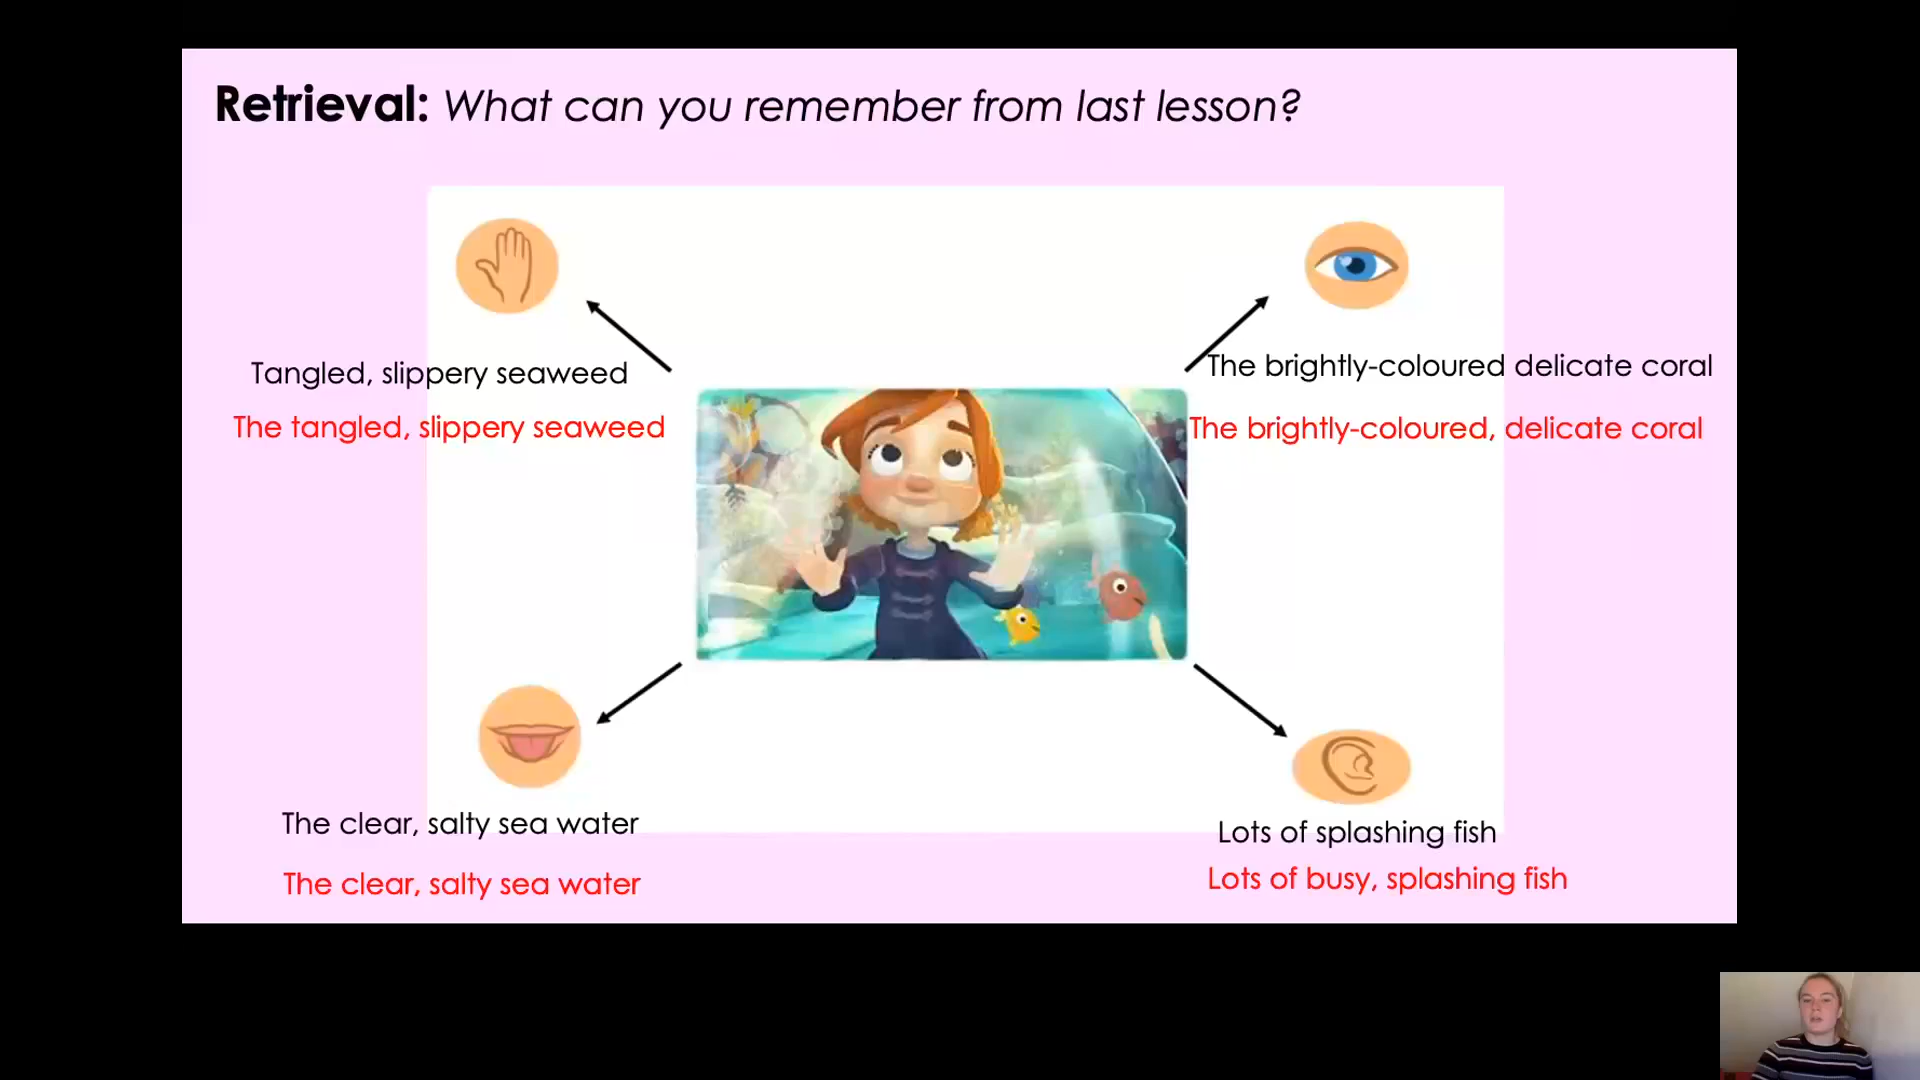 Retrieval: What can you remember from last lesson?
Tangled, slippery seaweed
The tangled, slippery seaweed
The brightly-coloured delicate coral
The brightly-coloured, delicate coral
The clear, salty sea water
The clear, salty sea water
Lots of splashing fish
Lots of busy, splashing fish